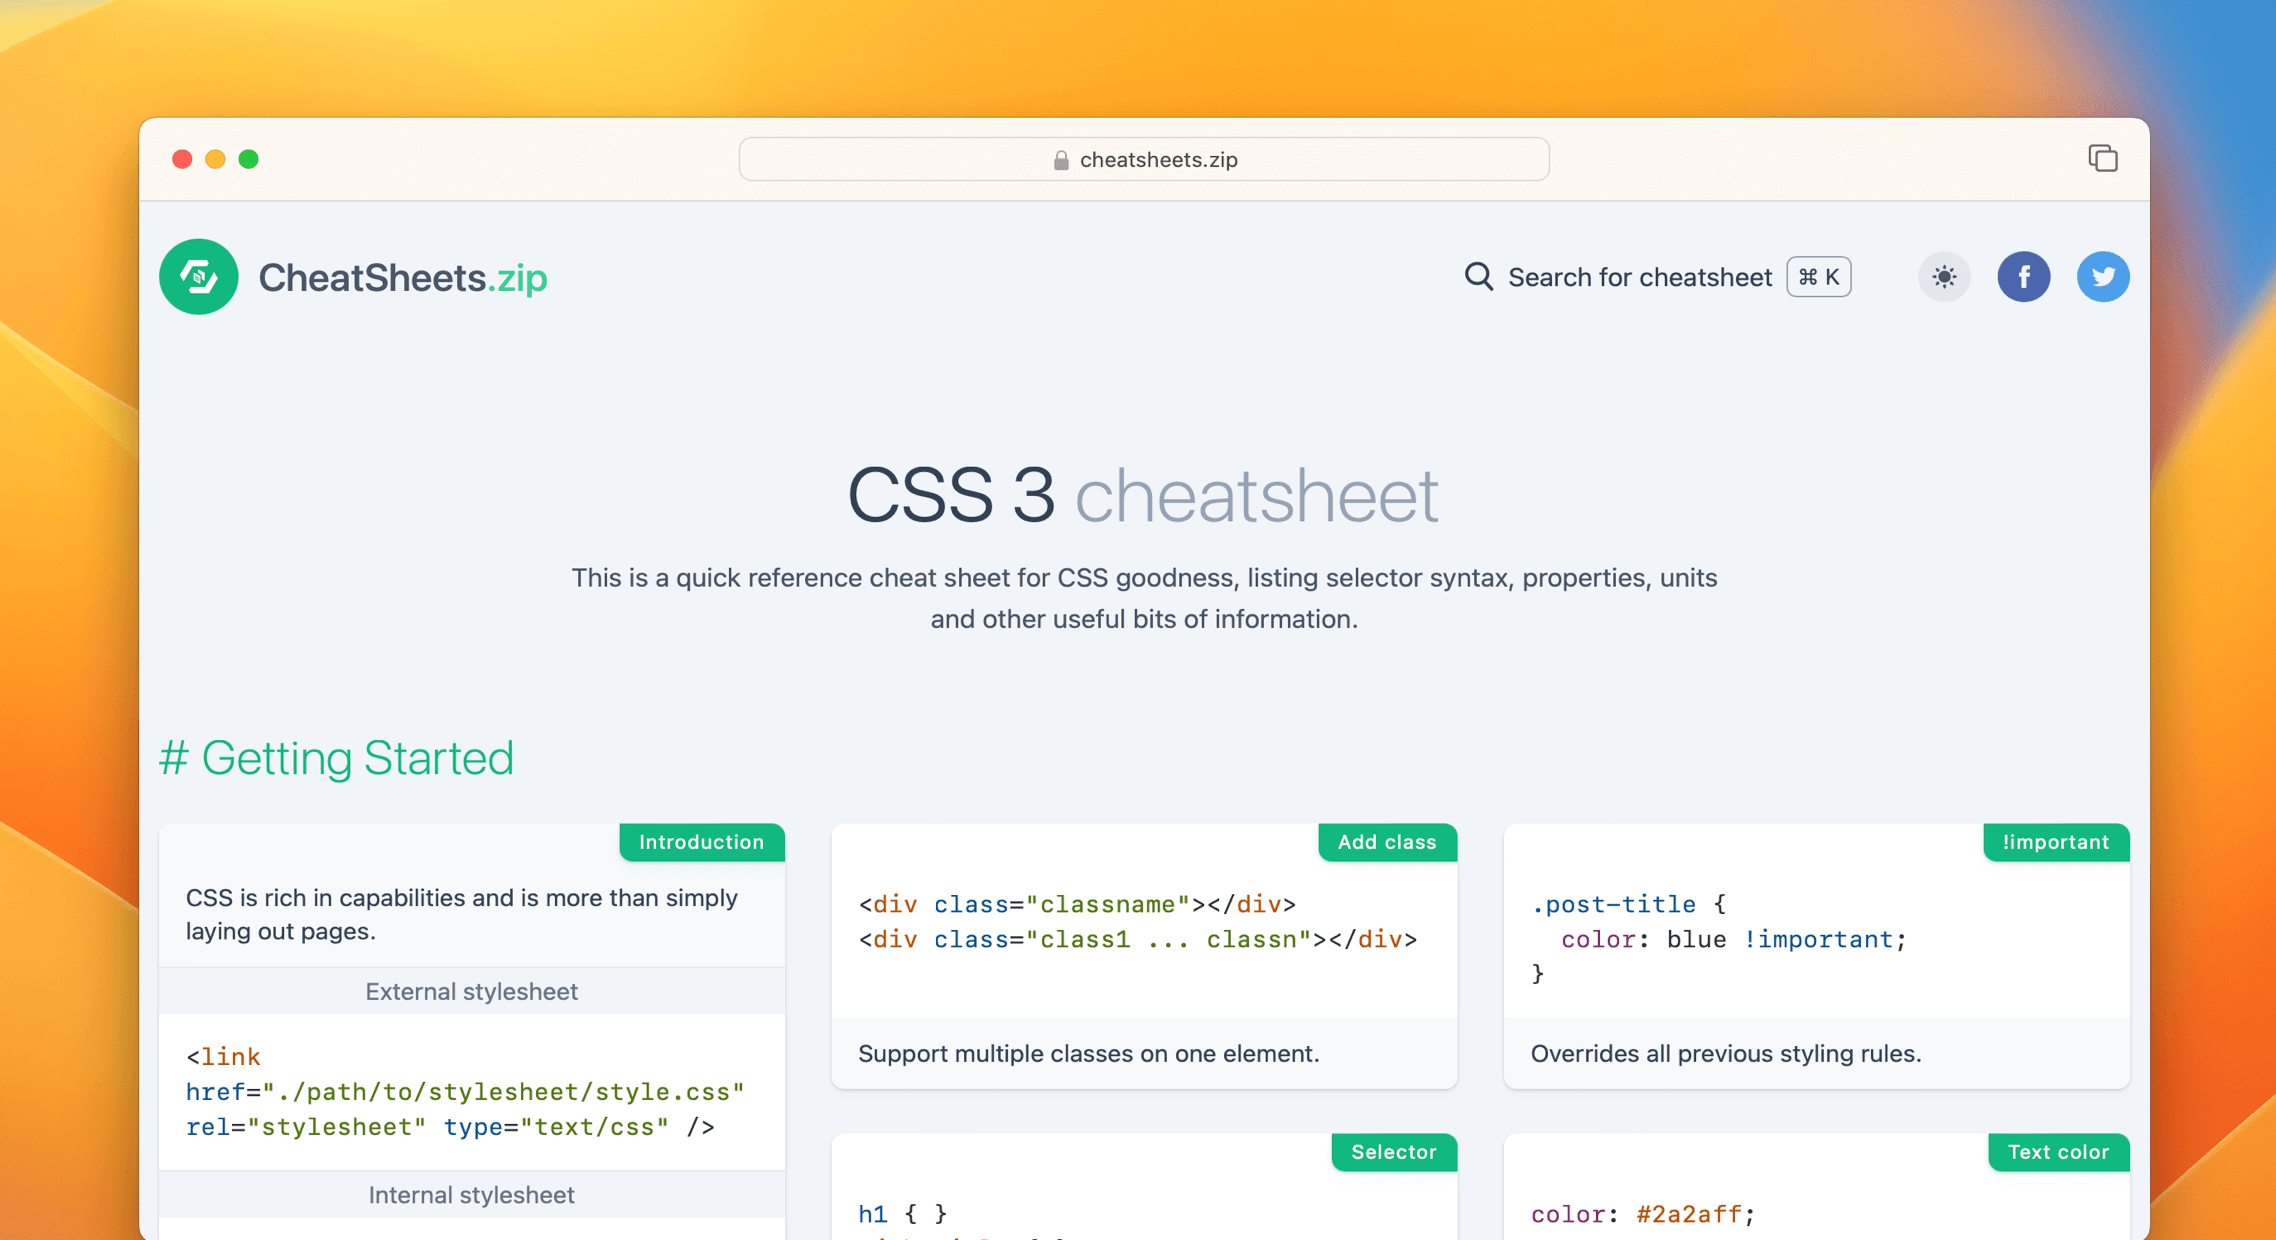 cheatsheets.zip
CheatSheets.zip
Search for cheatsheet ⌘ K
CSS 3 cheatsheet
This is a quick reference cheat sheet for CSS goodness, listing selector syntax, properties, units
and other useful bits of information.
# Getting Started
Introduction
CSS is rich in capabilities and is more than simply
laying out pages.
External stylesheet
<link
href="./path/to/stylesheet/style.css"
rel="stylesheet" type="text/css" />
Internal stylesheet
Add class
<div class="classname"></div>
<div class="class1 ... classn"></div>
Support multiple classes on one element.
!important
.post-title {
  color: blue !important;
}
Overrides all previous styling rules.
Selector
h1 { }
Text color
color: #2a2aff;